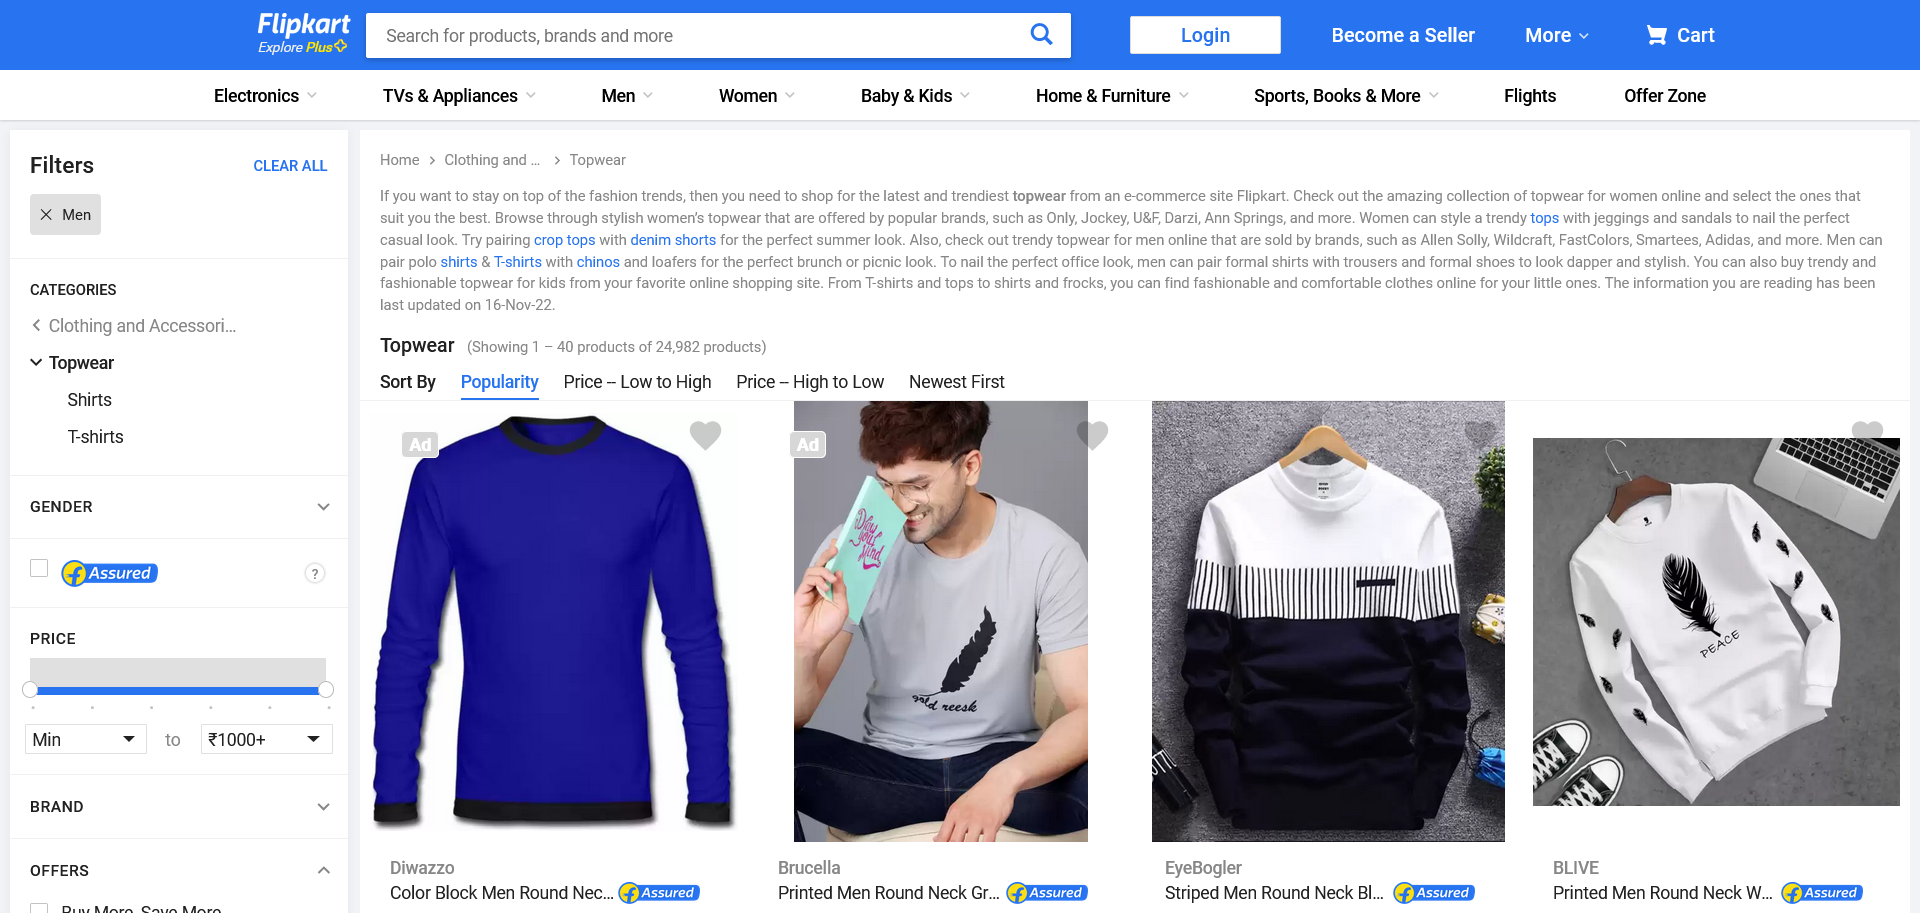 Flipkart
Explore Plus
Search for products, brands and more
Login
Become a Seller
More
Cart
Electronics
TVs & Appliances
Men
Women
Baby & Kids
Home & Furniture
Sports, Books & More
Flights
Offer Zone
Filters
CLEAR ALL
Men
CATEGORIES
Clothing and Accessori...
Topwear
Shirts
T-shirts
GENDER
Assured
?
PRICE
Min
to
₹1000+
BRAND
OFFERS
Buy More, Save More
Home
Clothing and ...
Topwear
If you want to stay on top of the fashion trends, then you need to shop for the latest and trendiest topwear from an e-commerce site Flipkart. Check out the amazing collection of topwear for women online and select the ones that
suit you the best. Browse through stylish women's topwear that are offered by popular brands, such as Only, Jockey, U&F, Darzi, Ann Springs, and more. Women can style a trendy tops with jeggings and sandals to nail the perfect
casual look. Try pairing crop tops with denim shorts for the perfect summer look. Also, check out trendy topwear for men online that are sold by brands, such as Allen Solly, Wildcraft, FastColors, Smartees, Adidas, and more. Men can
pair polo shirts & T-shirts with chinos and loafers for the perfect brunch or picnic look. To nail the perfect office look, men can pair formal shirts with trousers and formal shoes to look dapper and stylish. You can also buy trendy and
fashionable topwear for kids from your favorite online shopping site. From T-shirts and tops to shirts and frocks, you can find fashionable and comfortable clothes online for your little ones. The information you are reading has been
last updated on 16-Nov-22.
Topwear (Showing 1 – 40 products of 24,982 products)
Sort By
Popularity
Price -- Low to High
Price -- High to Low
Newest First
Ad
Ad
your
Mind
gold reesk
PEACE
Diwazzo
Color Block Men Round Nec...
Assured
Brucella
Printed Men Round Neck Gr...
Assured
EyeBogler
Striped Men Round Neck Bl...
Assured
BLIVE
Printed Men Round Neck W...
Assured